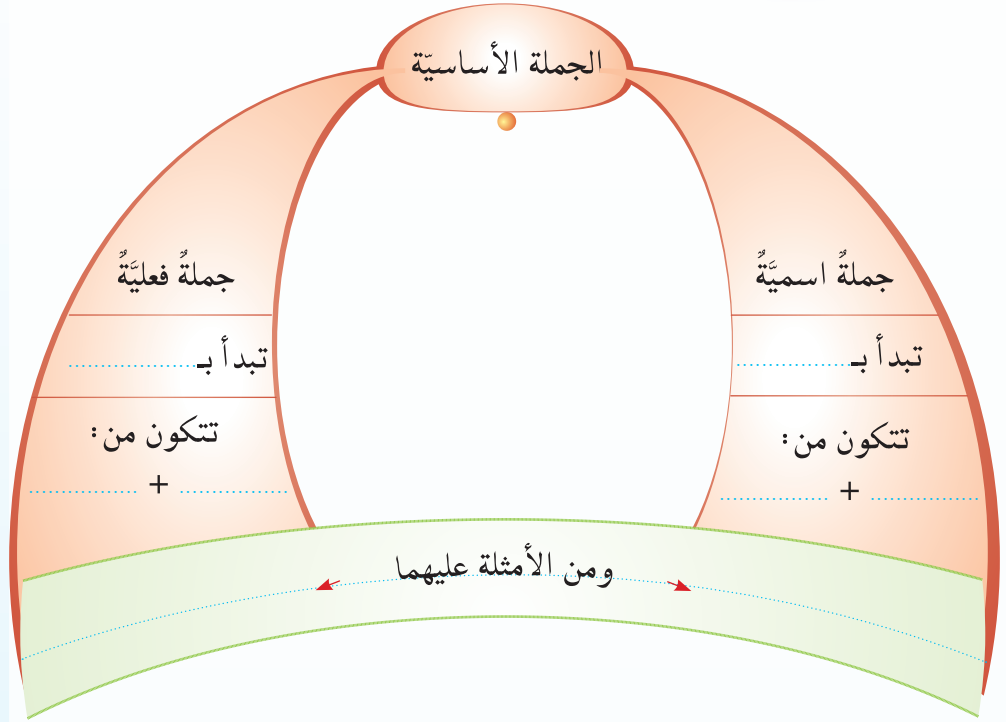 الجملة الأساسيّة
جملةٌ اسميَّةٌ
تبدأ بـ....................
تتكون من:
.................... + ....................
جملةٌ فعليَّةٌ
تبدأ بـ....................
تتكون من:
.................... + ....................
ومن الأمثلة عليهما